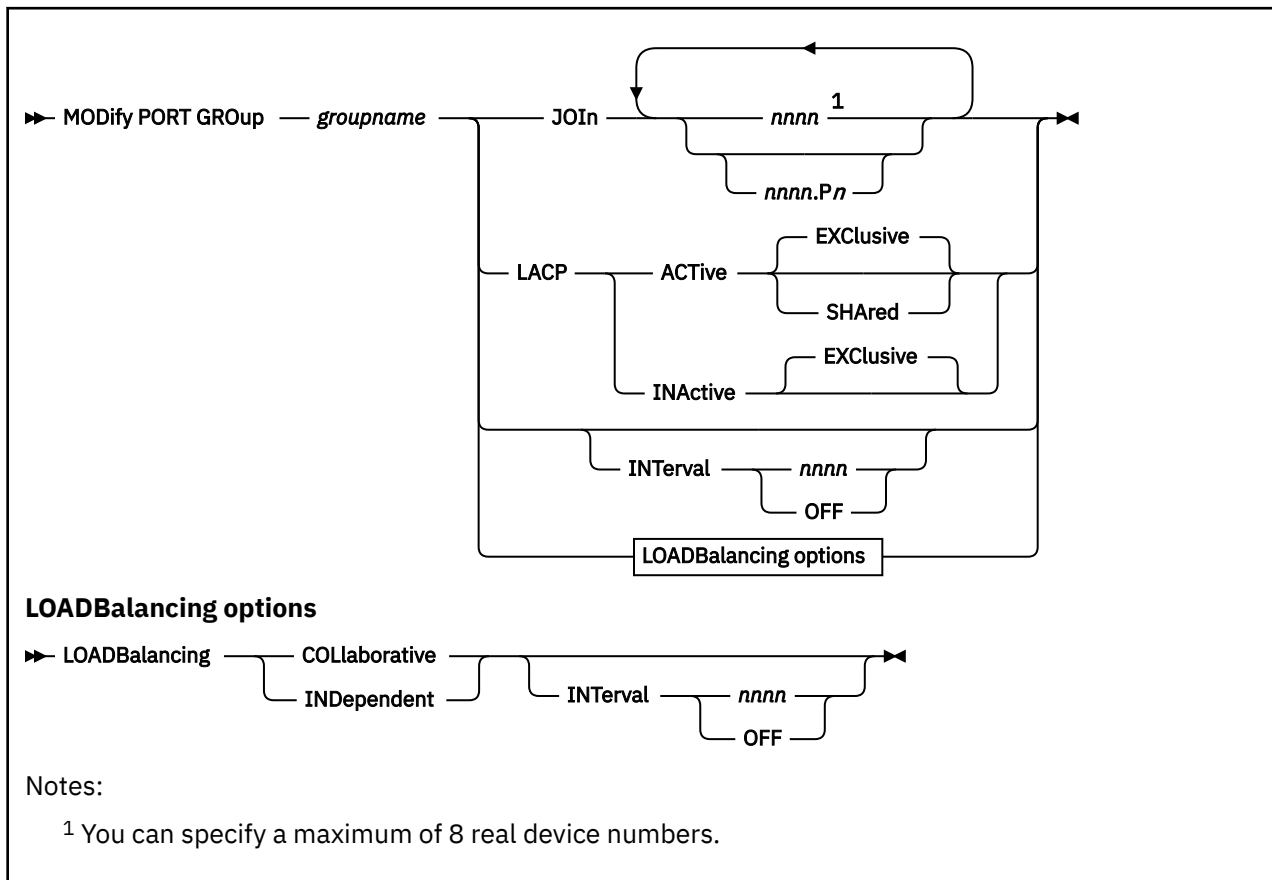 MODify PORT GROup groupname JOIn nnnn 1
nnnn.Pn
EXClusive
LACP ACTive
SHAred
EXClusive
INActive
INTerval nnnn
OFF
LOADBalancing options
LOADBalancing options
LOADBalancing COLlaborative
INDependent INTerval nnnn
OFF
Notes:
1 You can specify a maximum of 8 real device numbers.